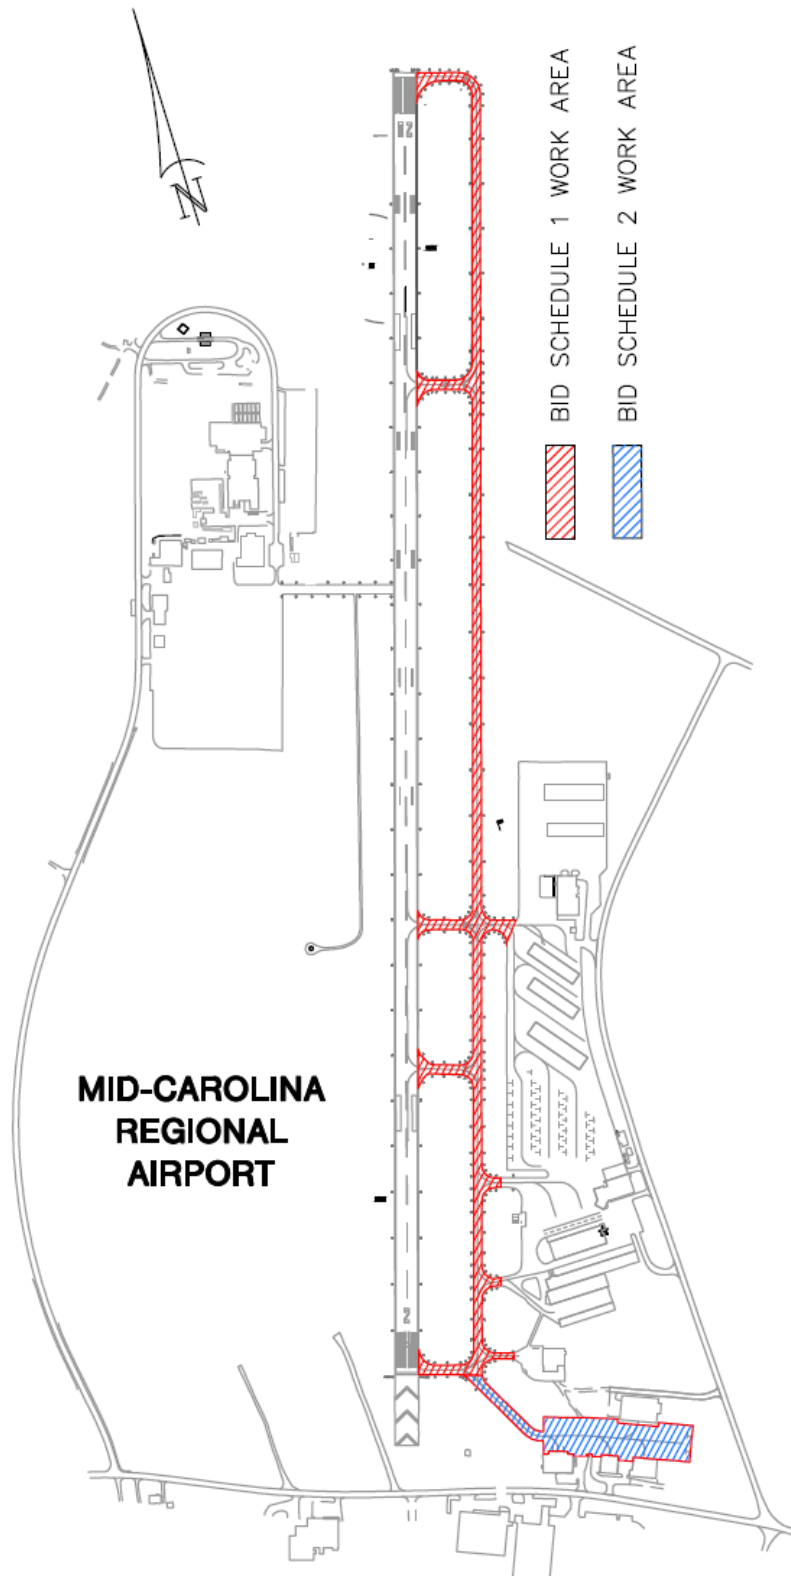 N
BID SCHEDULE 1 WORK AREA
BID SCHEDULE 2 WORK AREA
MID-CAROLINA
REGIONAL
AIRPORT